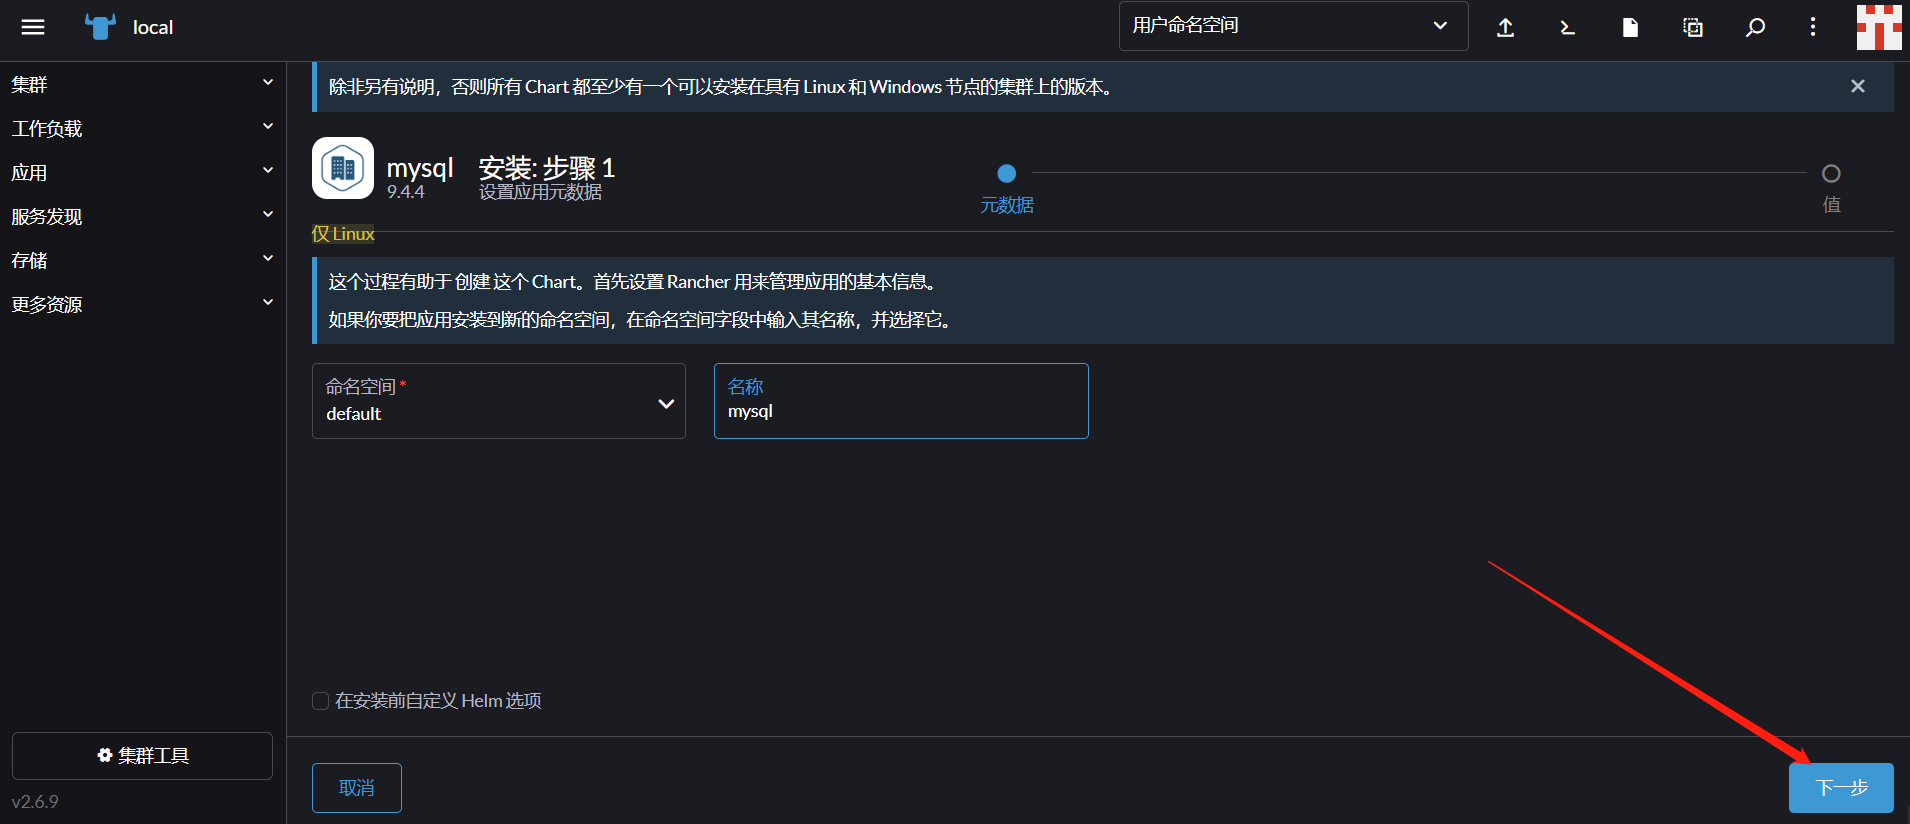 local
用户命名空间
集群
工作负载
应用
服务发现
存储
更多资源
集群工具
v2.6.9
除非另有说明，否则所有 Chart 都至少有一个可以安装在具有 Linux 和 Windows 节点的集群上的版本。
mysql
9.4.4
安装: 步骤 1
设置应用元数据
元数据
值
仅 Linux
这个过程有助于 创建 这个 Chart。首先设置 Rancher 用来管理应用的基本信息。
如果你要把应用安装到新的命名空间，在命名空间字段中输入其名称，并选择它。
命名空间 *
default
名称
mysql
在安装前自定义 Helm 选项
取消
下一步